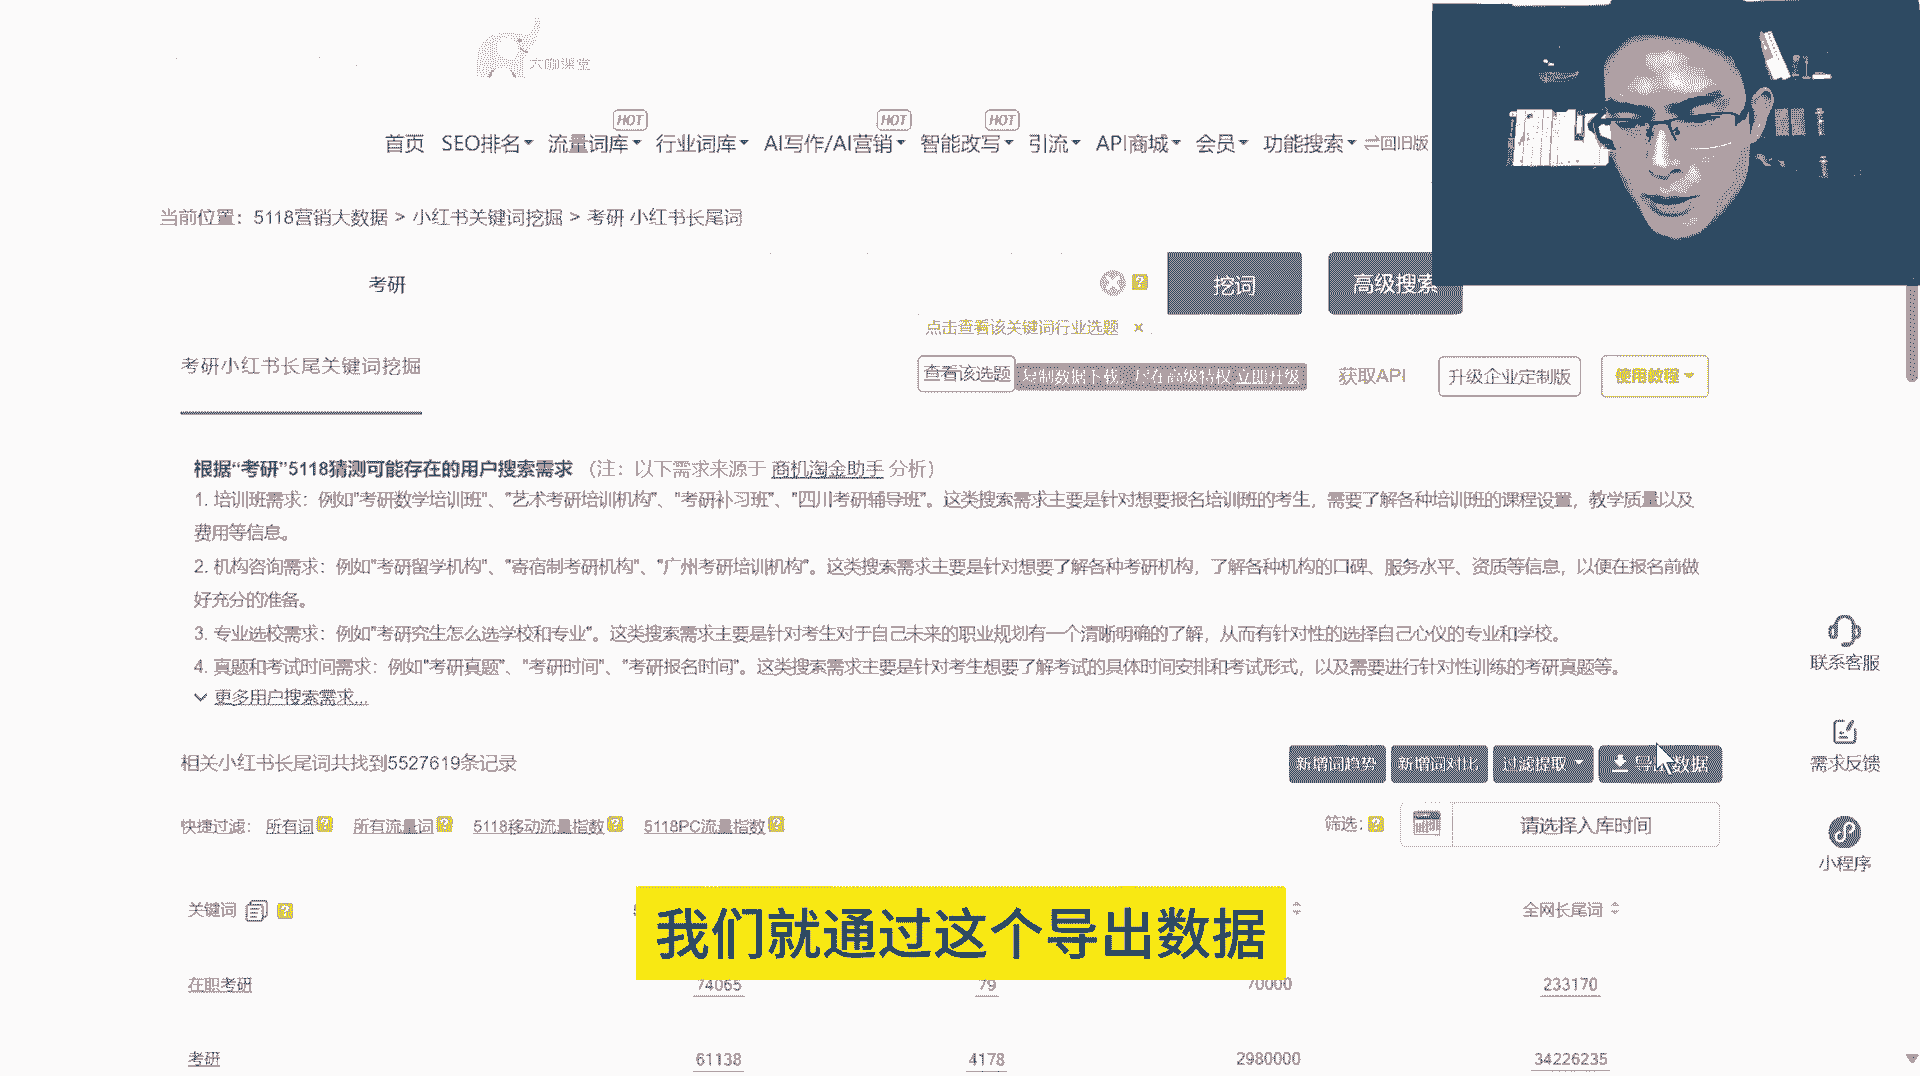 大咖课堂
HOT HOT HOT
首页 SEO排名 流量词库 行业词库 AI写作/AI营销 智能改写 引流 API商城 会员 功能搜索 回旧版
当前位置：5118营销大数据 > 小红书关键词挖掘 > 考研 小红书长尾词
考研 挖词 高级搜索
点击查看该关键词行业选题 ×
考研小红书长尾关键词挖掘
查看该选题 复制数据下载，尽在高级特权 立即升级 获取API 升级企业定制版 使用教程
根据“考研”5118猜测可能存在的用户搜索需求 （注：以下需求来源于 商机淘金助手 分析）
1. 培训班需求：例如"考研数学培训班"、"艺术考研培训机构"、"考研补习班"、"四川考研辅导班"。这类搜索需求主要是针对想要报名培训班的考生，需要了解各种培训班的课程设置，教学质量以及
费用等信息。
2. 机构咨询需求：例如"考研留学机构"、"寄宿制考研机构"、"广州考研培训机构"。这类搜索需求主要是针对想要了解各种考研机构，了解各种机构的口碑、服务水平、资质等信息，以便在报名前做
好充分的准备。
3. 专业选校需求：例如"考研究生怎么选学校和专业"。这类搜索需求主要是针对考生对于自己未来的职业规划有一个清晰明确的了解，从而有针对性的选择自己心仪的专业和学校。
4. 真题和考试时间需求：例如"考研真题"、"考研时间"、"考研报名时间"。这类搜索需求主要是针对考生想要了解考试的具体时间安排和考试形式，以及需要进行针对性训练的考研真题等。
更多用户搜索需求...
联系客服
相关小红书长尾词共找到5527619条记录 新增词趋势 新增词对比 过滤提取 导出数据
需求反馈
快捷过滤： 所有词 所有流量词 5118移动流量指数 5118PC流量指数 筛选： 请选择入库时间
小程序
关键词 全网长尾词
我们就通过这个导出数据
在职考研 74065 79 70000 233170
考研 61138 4178 2980000 34226235